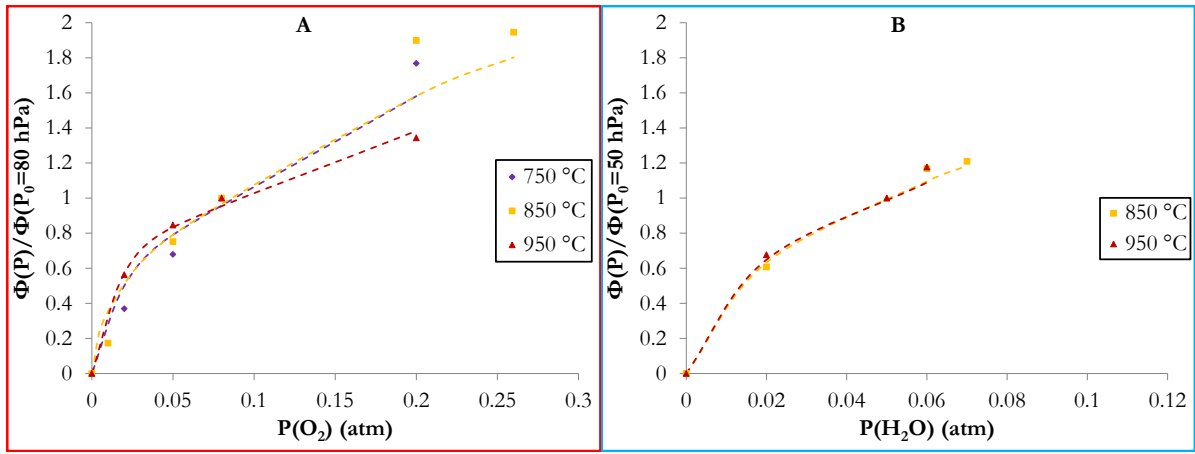 A
Φ(P)/Φ(P₀=80 hPa)
2
1.8
1.6
1.4
1.2
1
0.8
0.6
0.4
0.2
0
0 0.05 0.1 0.15 0.2 0.25 0.3
P(O₂) (atm)
750 °C
850 °C
950 °C
B
Φ(P)/Φ(P₀=50 hPa)
2
1.8
1.6
1.4
1.2
1
0.8
0.6
0.4
0.2
0
0 0.02 0.04 0.06 0.08 0.1 0.12
P(H₂O) (atm)
850 °C
950 °C